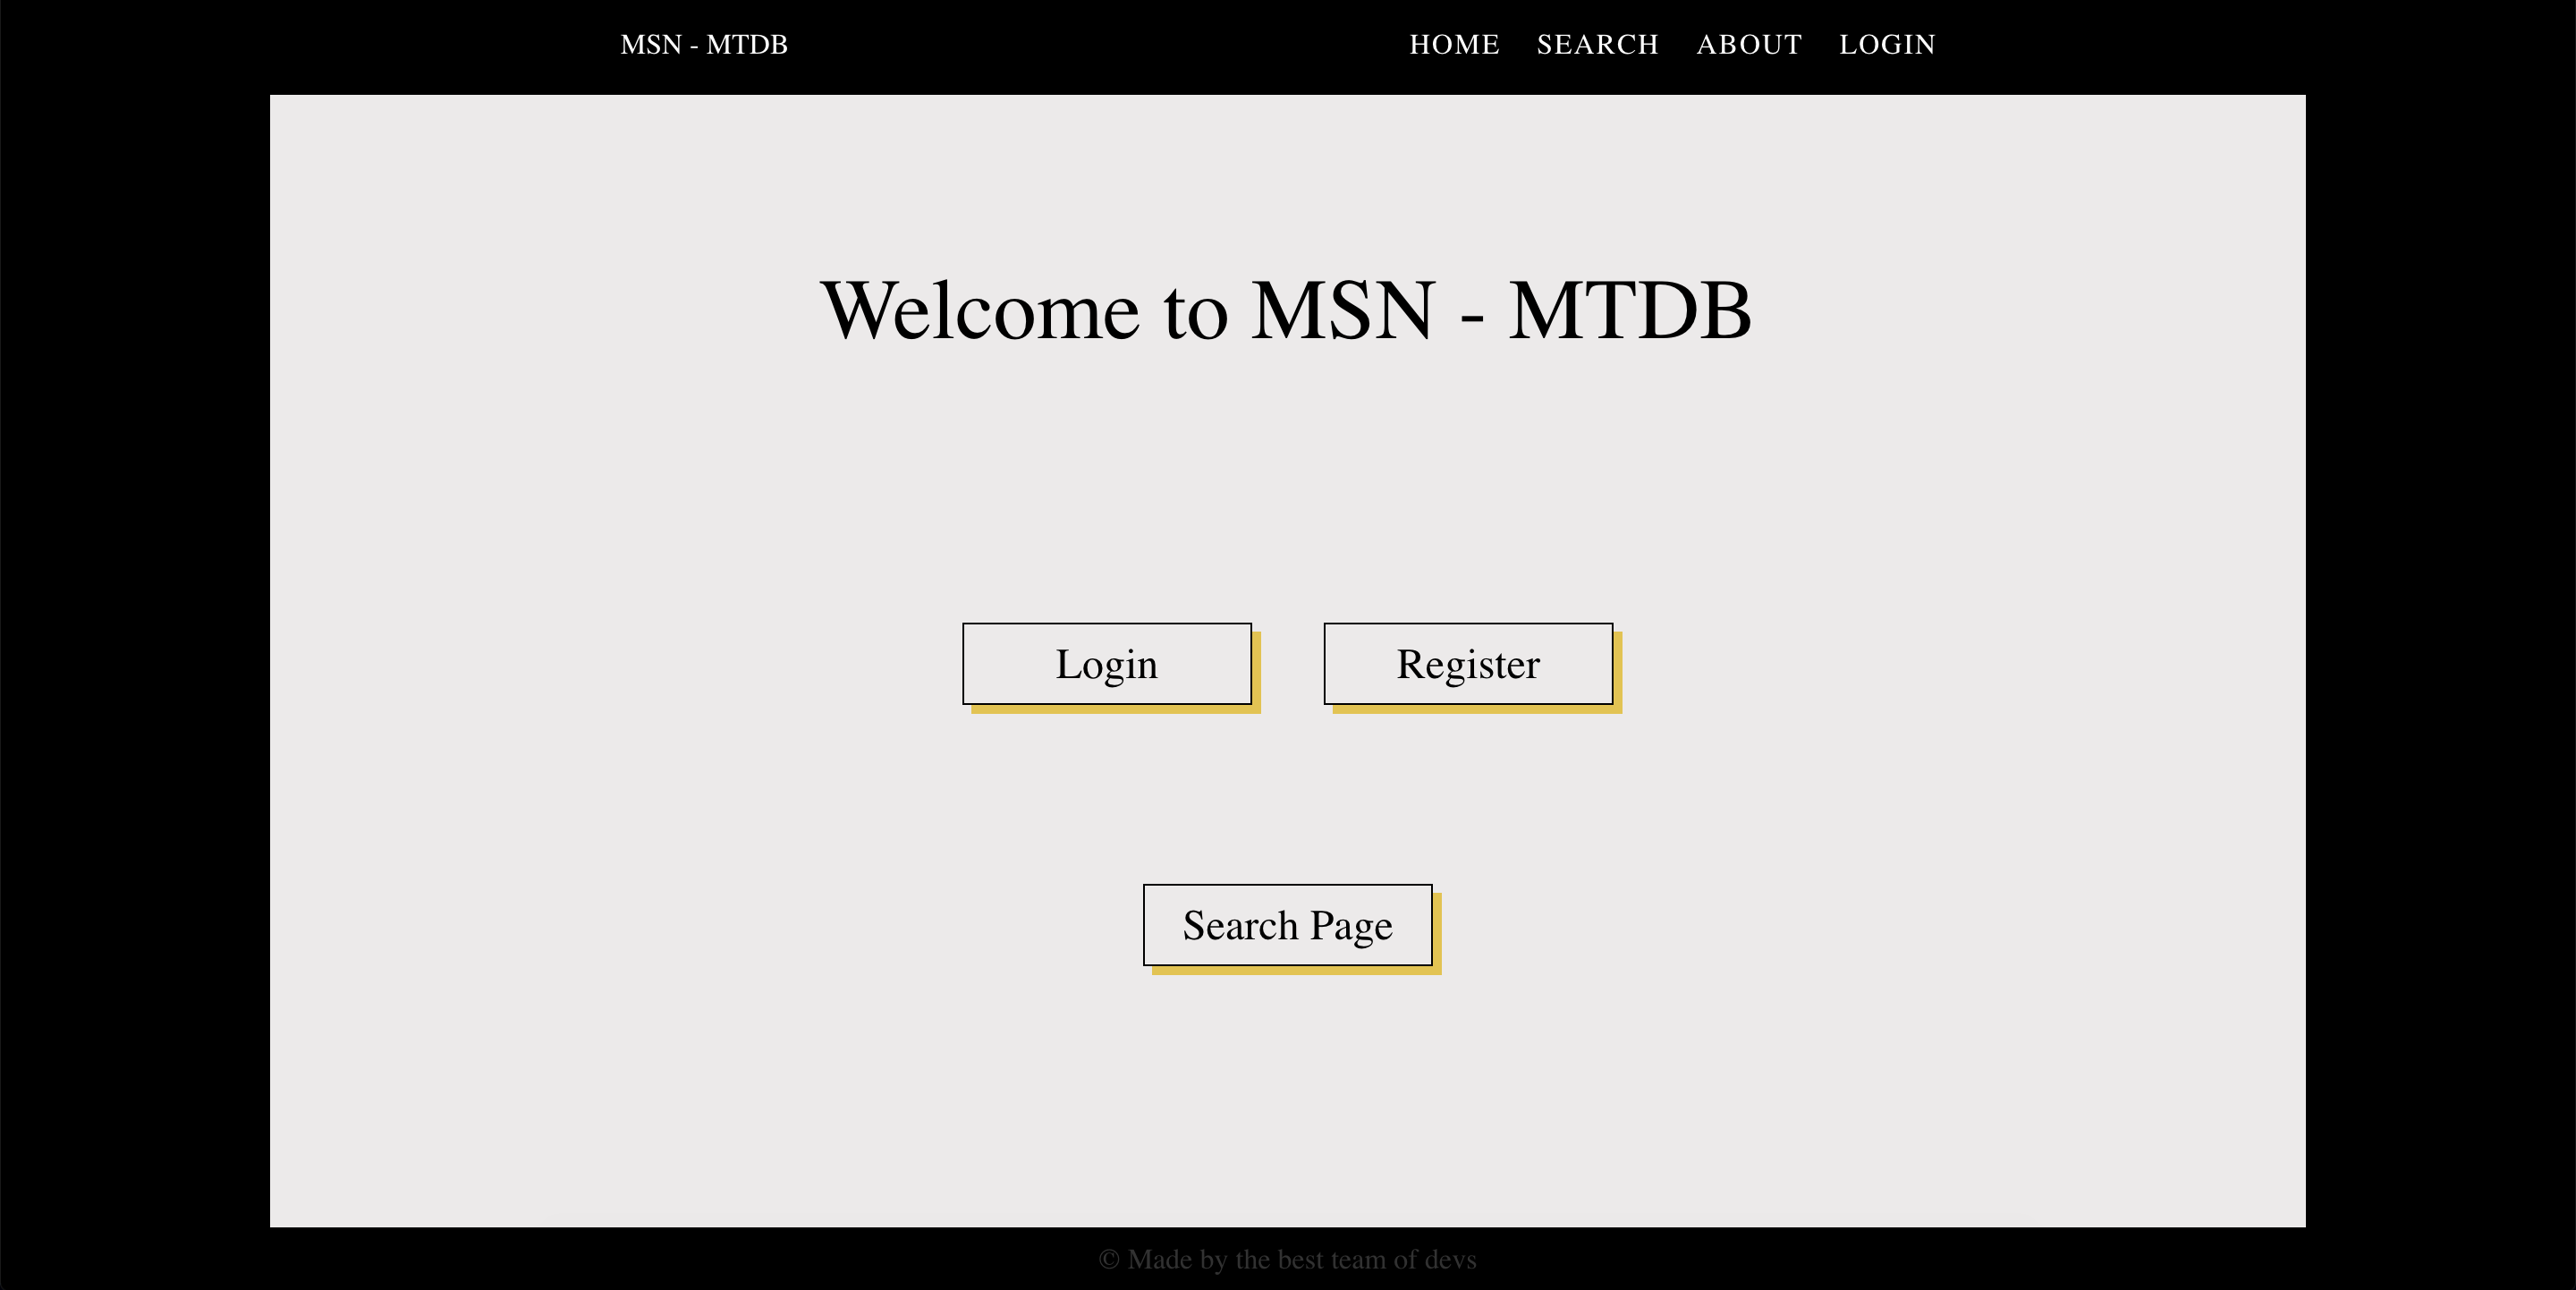 MSN - MTDB
HOME SEARCH ABOUT LOGIN
Welcome to MSN - MTDB
Login Register
Search Page
© Made by the best team of devs